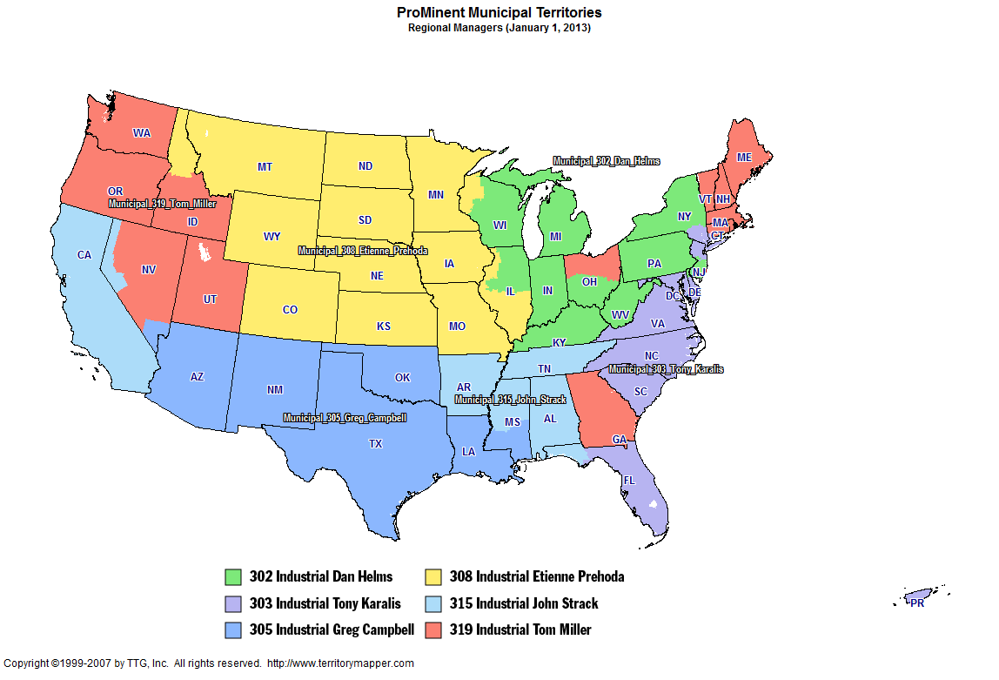 ProMinent Municipal Territories
Regional Managers (January 1, 2013)
WA
MT
ND
MN
ME
Municipal_302_Dan_Helms
OR
Municipal_319_Tom_Miller
ID
VT
NH
NY
MA
CT
SD
WI
MI
WY
Municipal_308_Etienne_Prehoda
CA
NV
IA
PA
NJ
NE
IL
IN
OH
DE
DC
UT
CO
KS
MO
WV
VA
KY
NC
Municipal_303_Tony_Karalis
TN
AZ
NM
OK
AR
SC
Municipal_315_John_Strack
Municipal_305_Greg_Campbell
MS
AL
GA
TX
LA
FL
PR
302 Industrial Dan Helms
308 Industrial Etienne Prehoda
303 Industrial Tony Karalis
315 Industrial John Strack
305 Industrial Greg Campbell
319 Industrial Tom Miller
Copyright ©1999-2007 by TTG, Inc.  All rights reserved.  http://www.territorymapper.com